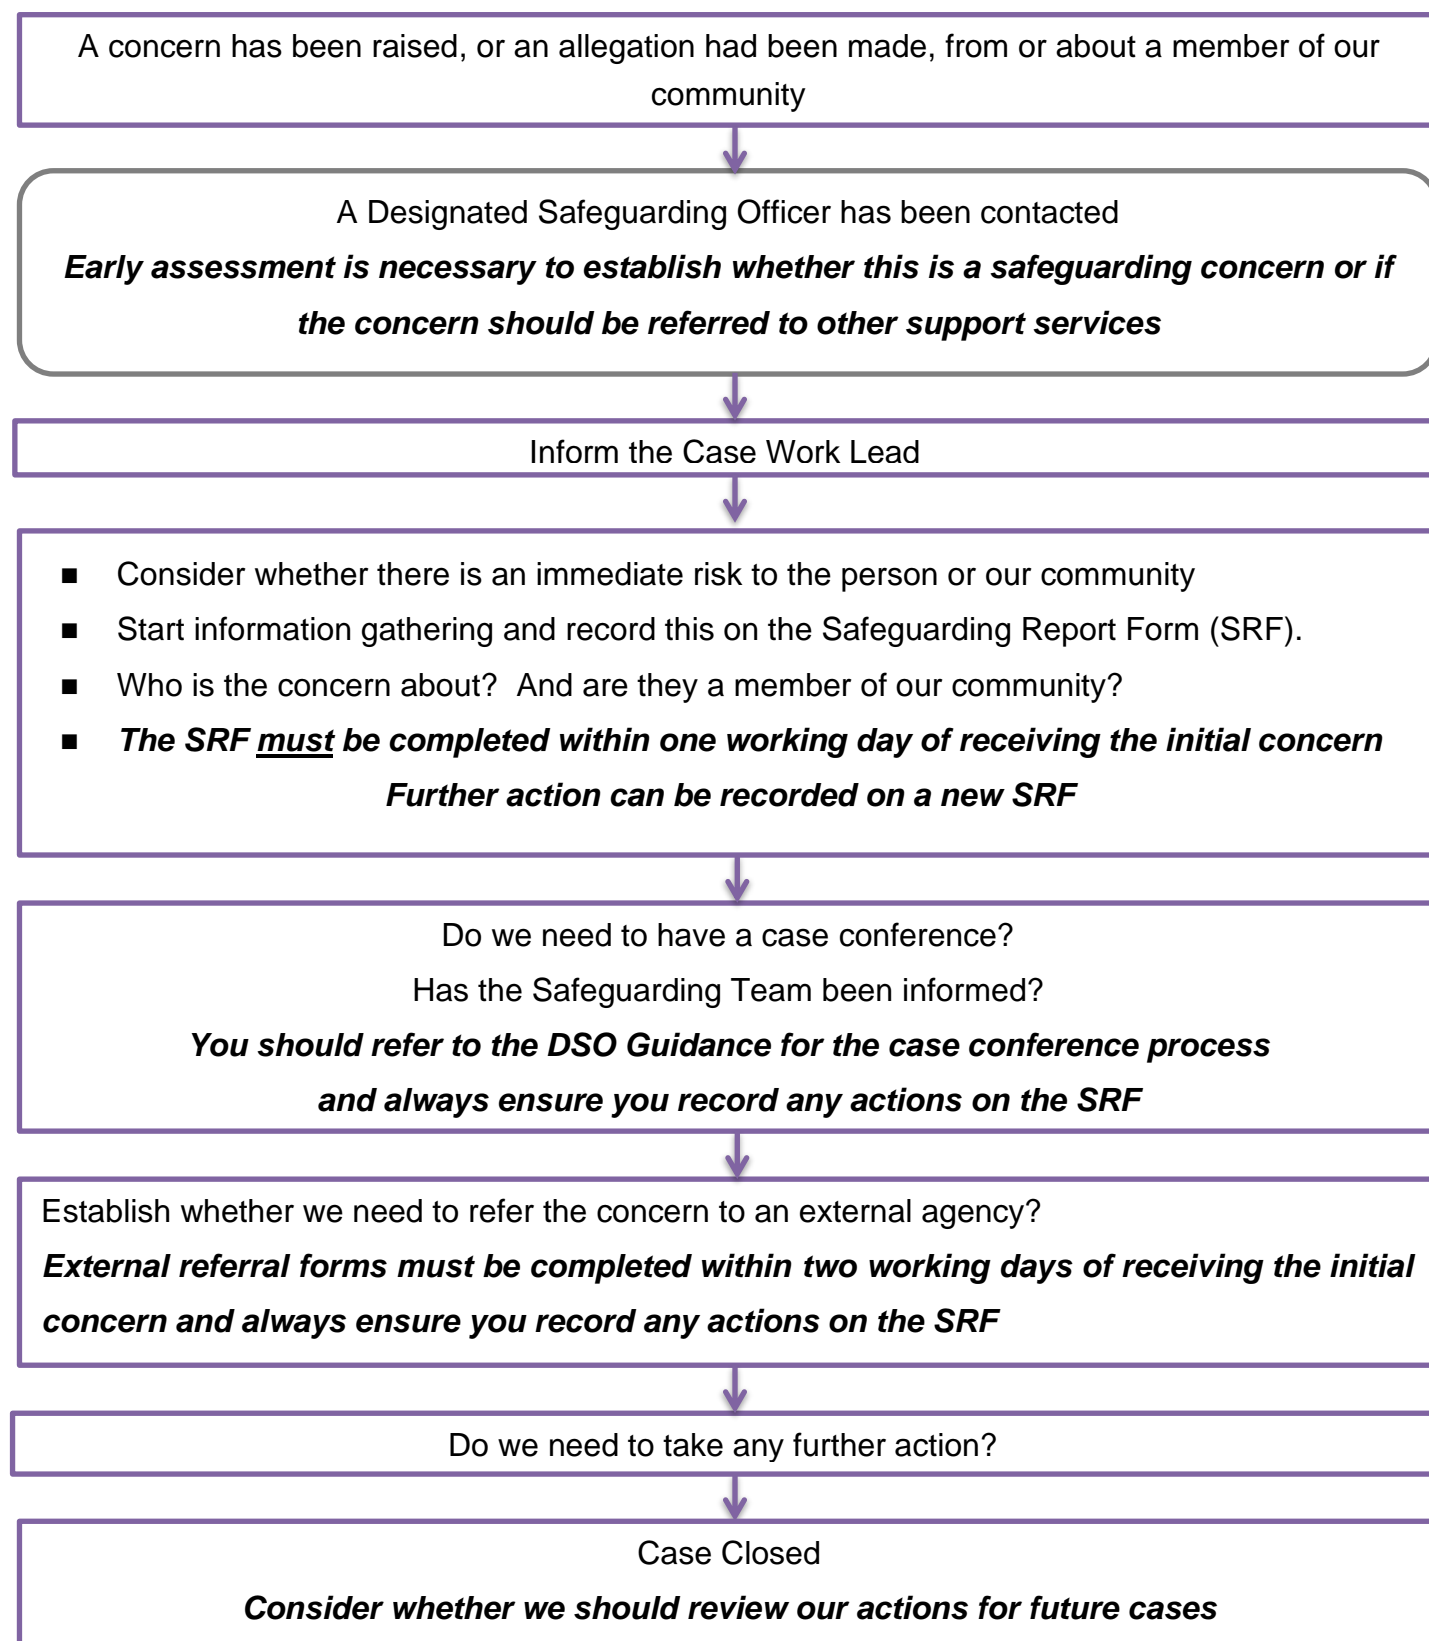 A concern has been raised, or an allegation had been made, from or about a member of our
community
A Designated Safeguarding Officer has been contacted
Early assessment is necessary to establish whether this is a safeguarding concern or if
the concern should be referred to other support services
Inform the Case Work Lead
■ Consider whether there is an immediate risk to the person or our community
■ Start information gathering and record this on the Safeguarding Report Form (SRF).
■ Who is the concern about? And are they a member of our community?
■ The SRF must be completed within one working day of receiving the initial concern
Further action can be recorded on a new SRF
Do we need to have a case conference?
Has the Safeguarding Team been informed?
You should refer to the DSO Guidance for the case conference process
and always ensure you record any actions on the SRF
Establish whether we need to refer the concern to an external agency?
External referral forms must be completed within two working days of receiving the initial
concern and always ensure you record any actions on the SRF
Do we need to take any further action?
Case Closed
Consider whether we should review our actions for future cases